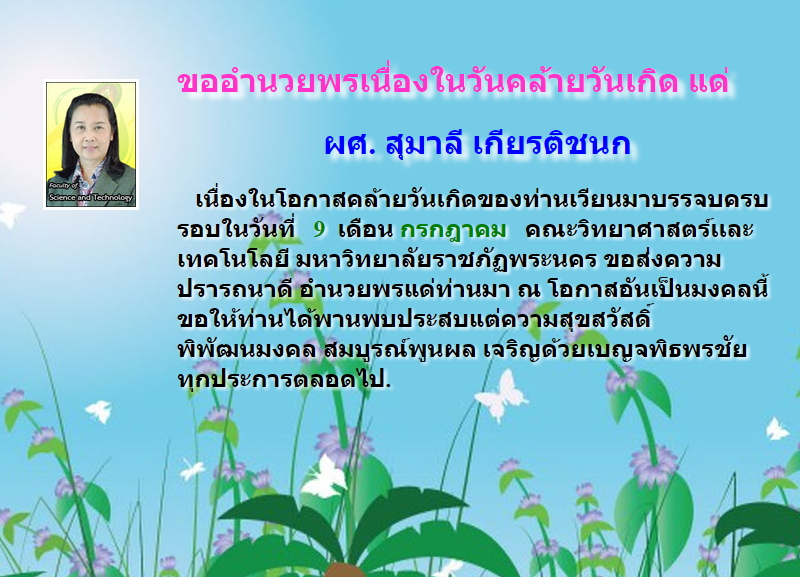 ขออำนวยพรเนื่องในวันคล้ายวันเกิด แด่
ผศ. สุมาลี เกียรติชนก
Faculty of
Science and Technology
เนื่องในโอกาสคล้ายวันเกิดของท่านเวียนมาบรรจบครบ
รอบในวันที่ 9 เดือน กรกฎาคม คณะวิทยาศาสตร์และ
เทคโนโลยี มหาวิทยาลัยราชภัฏพระนคร ขอส่งความ
ปรารถนาดี อำนวยพรแด่ท่านมา ณ โอกาสอันเป็นมงคลนี้
ขอให้ท่านได้พานพบประสบแต่ความสุขสวัสดิ์
พิพัฒนมงคล สมบูรณ์พูนผล เจริญด้วยเบญจพิธพรชัย
ทุกประการตลอดไป.